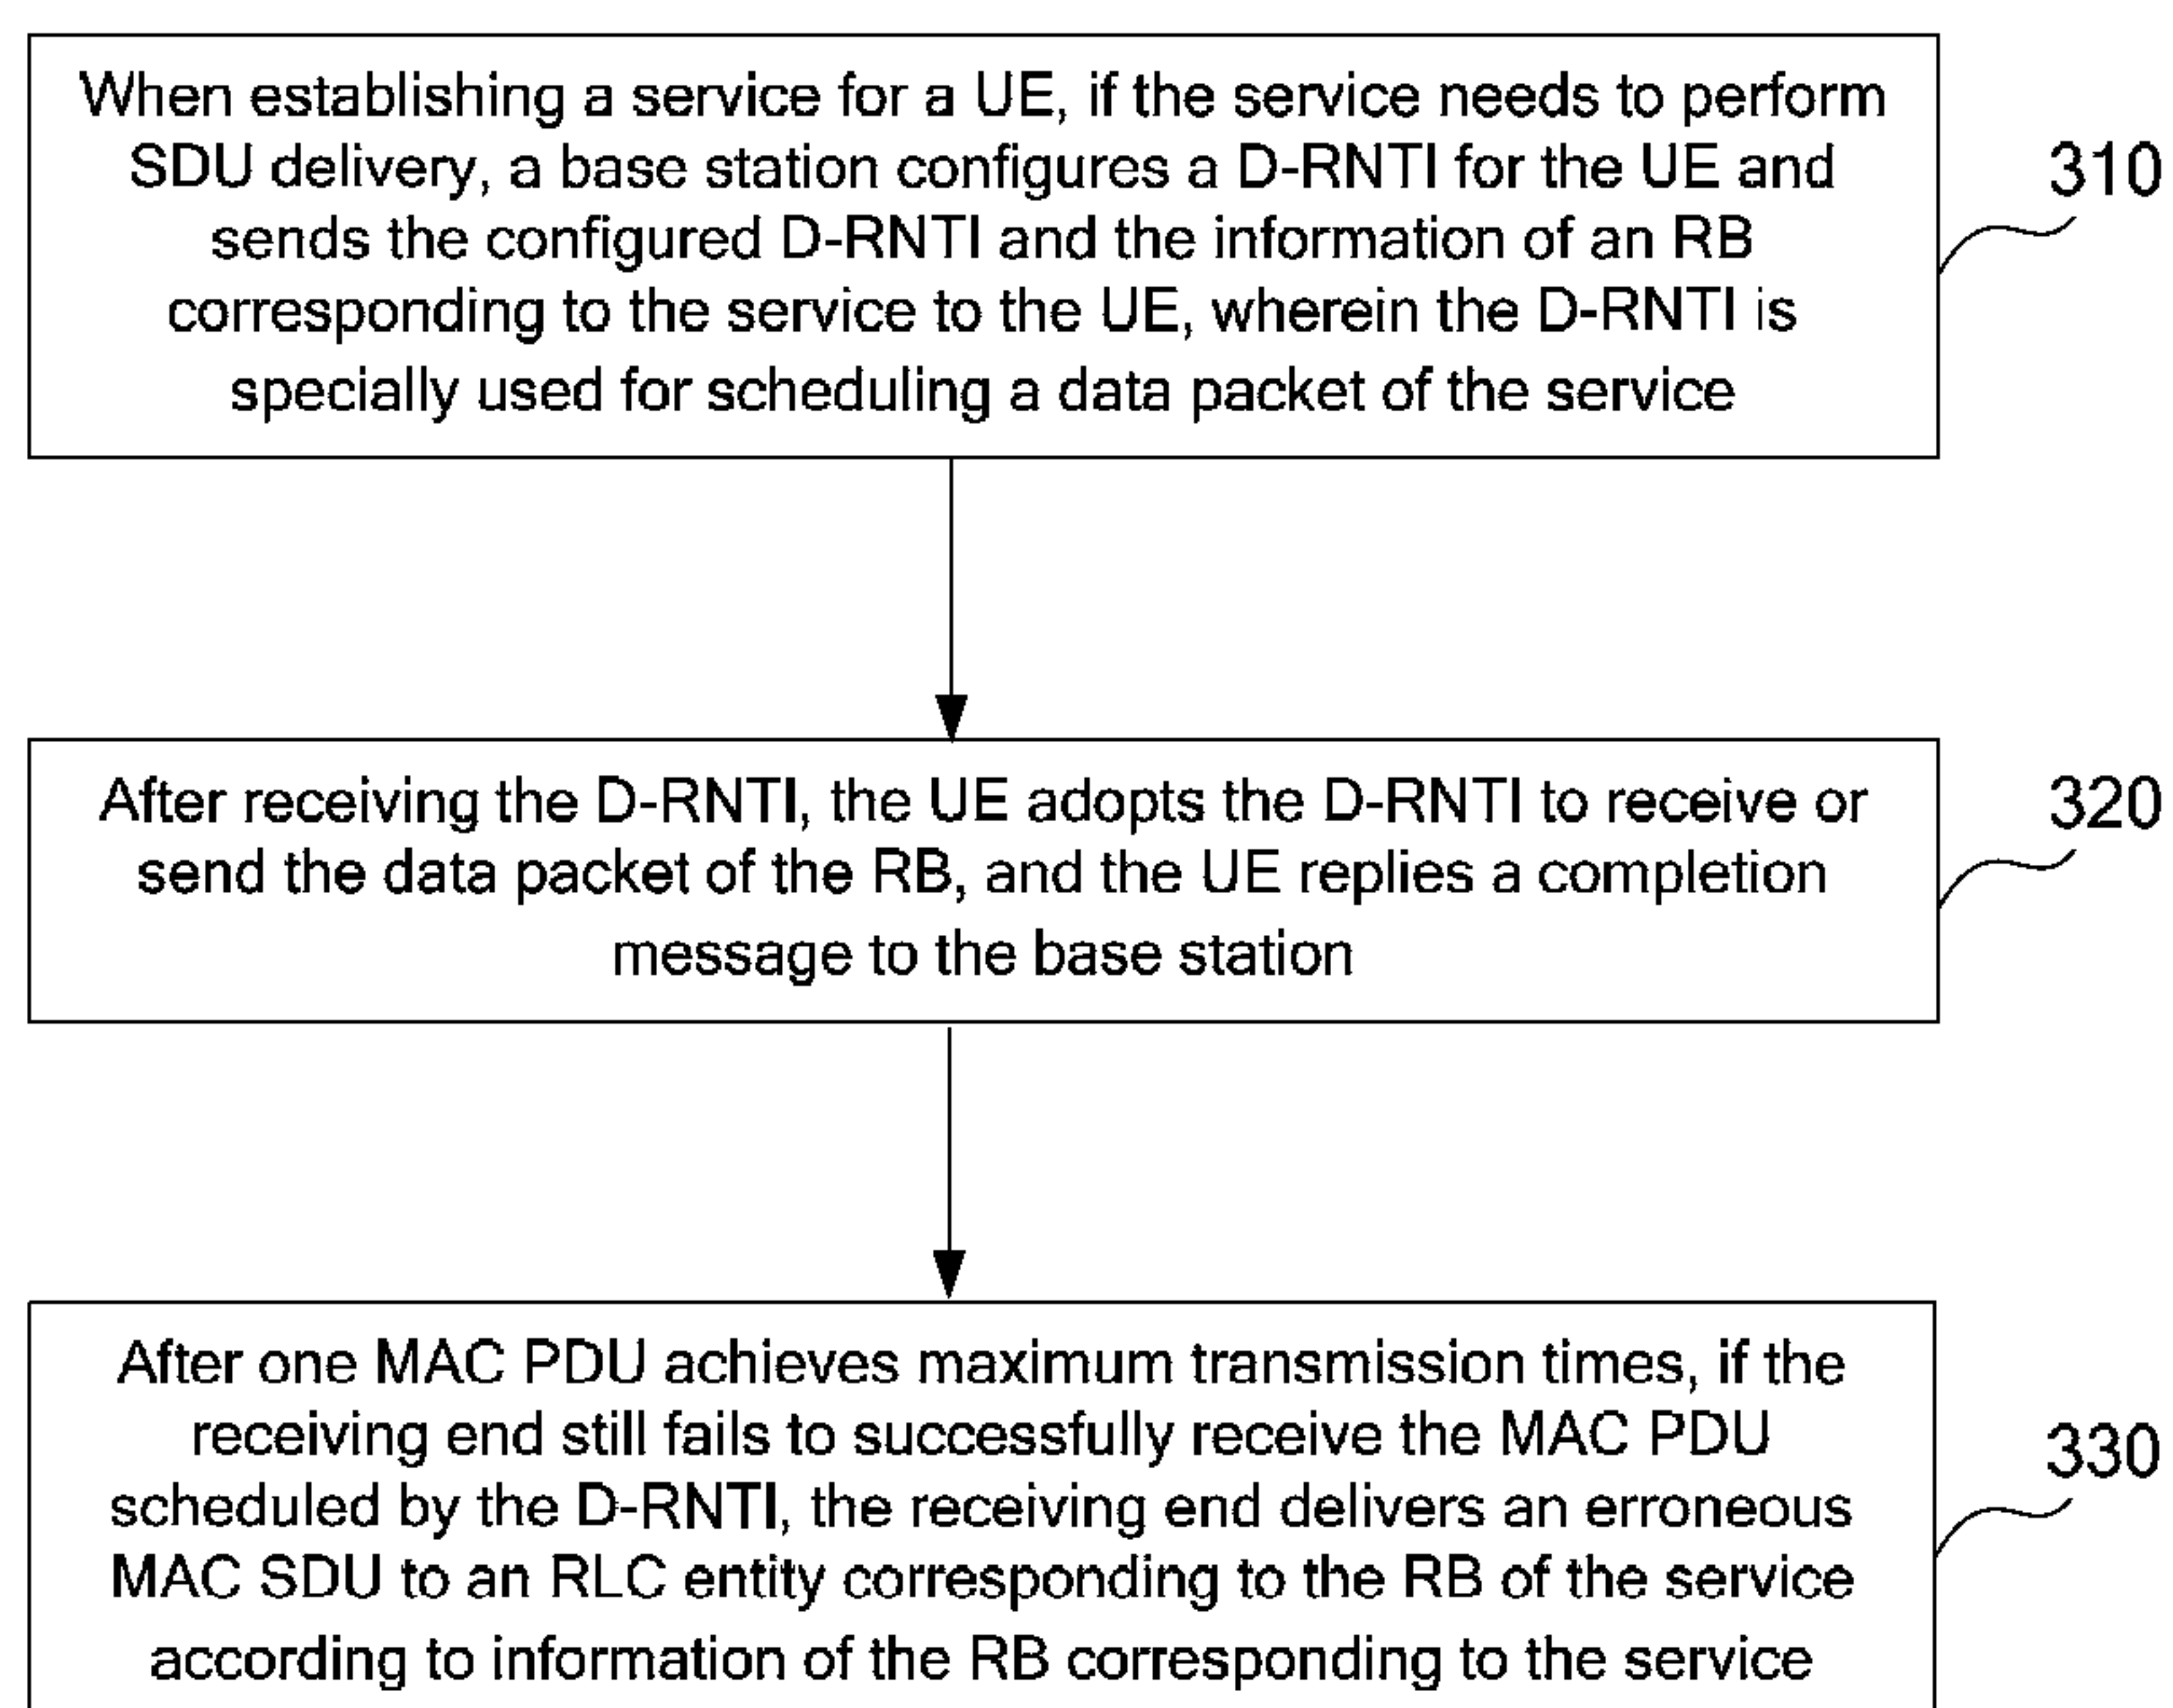 When establishing a service for a UE, if the service needs to perform
SDU delivery, a base station configures a D-RNTI for the UE and
sends the configured D-RNTI and the information of an RB
corresponding to the service to the UE, wherein the D-RNTI is
specially used for scheduling a data packet of the service
310
After receiving the D-RNTI, the UE adopts the D-RNTI to receive or
send the data packet of the RB, and the UE replies a completion
message to the base station
320
After one MAC PDU achieves maximum transmission times, if the
receiving end still fails to successfully receive the MAC PDU
scheduled by the D-RNTI, the receiving end delivers an erroneous
MAC SDU to an RLC entity corresponding to the RB of the service
according to information of the RB corresponding to the service
330